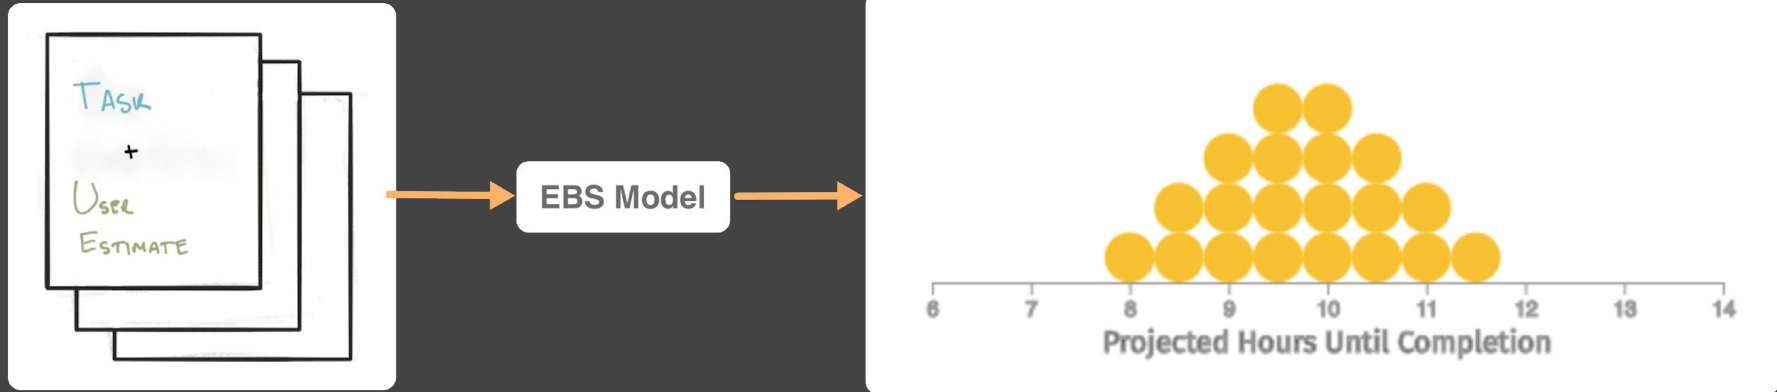 TASK
+
USER
ESTIMATE
EBS Model
6 7 8 9 10 11 12 13 14
Projected Hours Until Completion